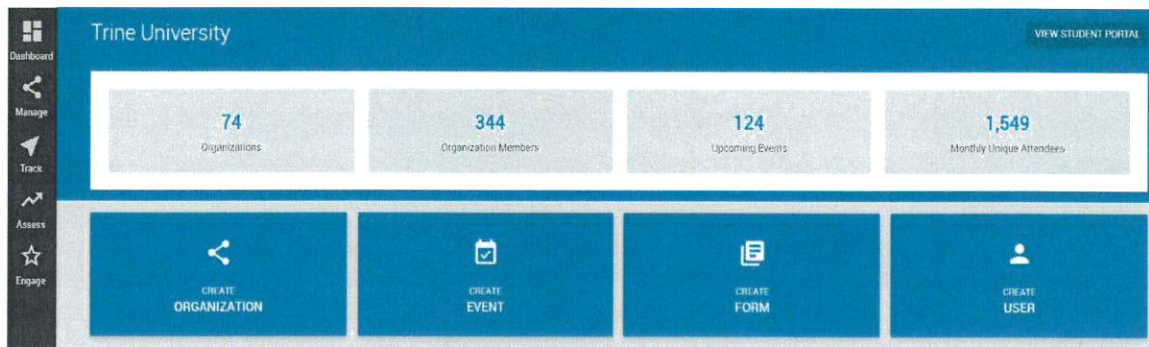 Trine University
VIEW STUDENT PORTAL
Dashboard
Manage
Track
Assess
Engage
74
Organizations
344
Organization Members
124
Upcoming Events
1,549
Monthly Unique Attendees
CREATE
ORGANIZATION
CREATE
EVENT
CREATE
FORM
CREATE
USER